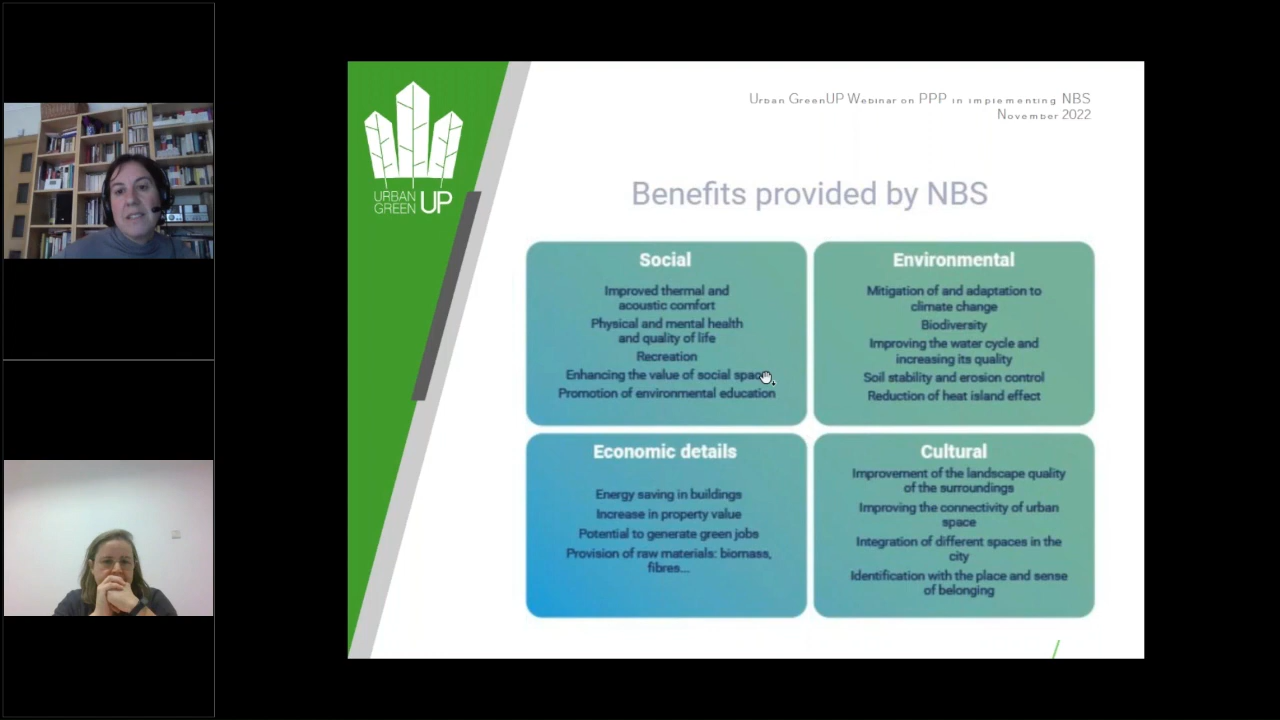 URBAN
GREEN UP
Urban GreenUP Webinar on PPP in implementing NBS
November 2022
Benefits provided by NBS
Social
Improved thermal and
acoustic comfort
Physical and mental health
and quality of life
Recreation
Enhancing the value of social space
Promotion of environmental education
Environmental
Mitigation of and adaptation to
climate change
Biodiversity
Improving the water cycle and
increasing its quality
Soil stability and erosion control
Reduction of heat island effect
Economic details
Energy saving in buildings
Increase in property value
Potential to generate green jobs
Provision of raw materials: biomass,
fibres...
Cultural
Improvement of the landscape quality
of the surroundings
Improving the connectivity of urban
space
Integration of different spaces in the
city
Identification with the place and sense
of belonging